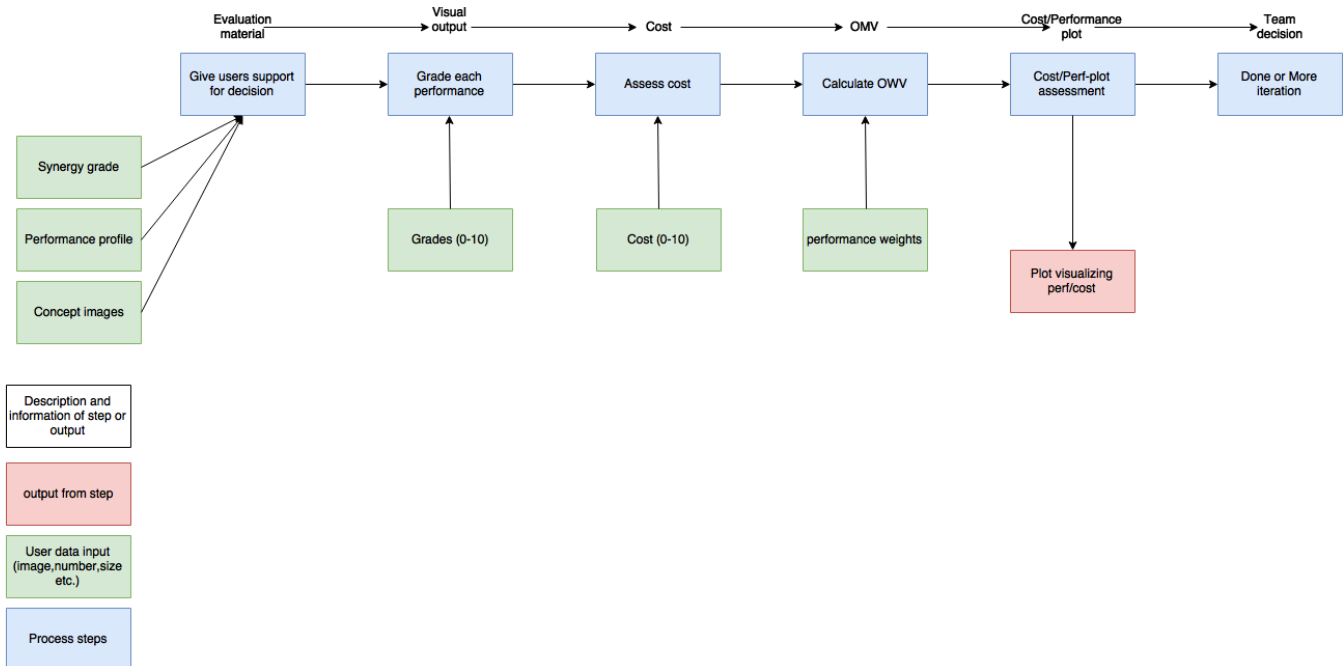 Evaluation
material
Visual
output
Cost
OMV
Cost/Performance
plot
Team
decision
Give users support
for decision
Grade each
performance
Assess cost
Calculate OWV
Cost/Perf-plot
assessment
Done or More
iteration
Synergy grade
Performance profile
Concept images
Grades (0-10)
Cost (0-10)
performance weights
Plot visualizing
perf/cost
Description and
information of step or
output
output from step
User data input
(image,number,size
etc.)
Process steps